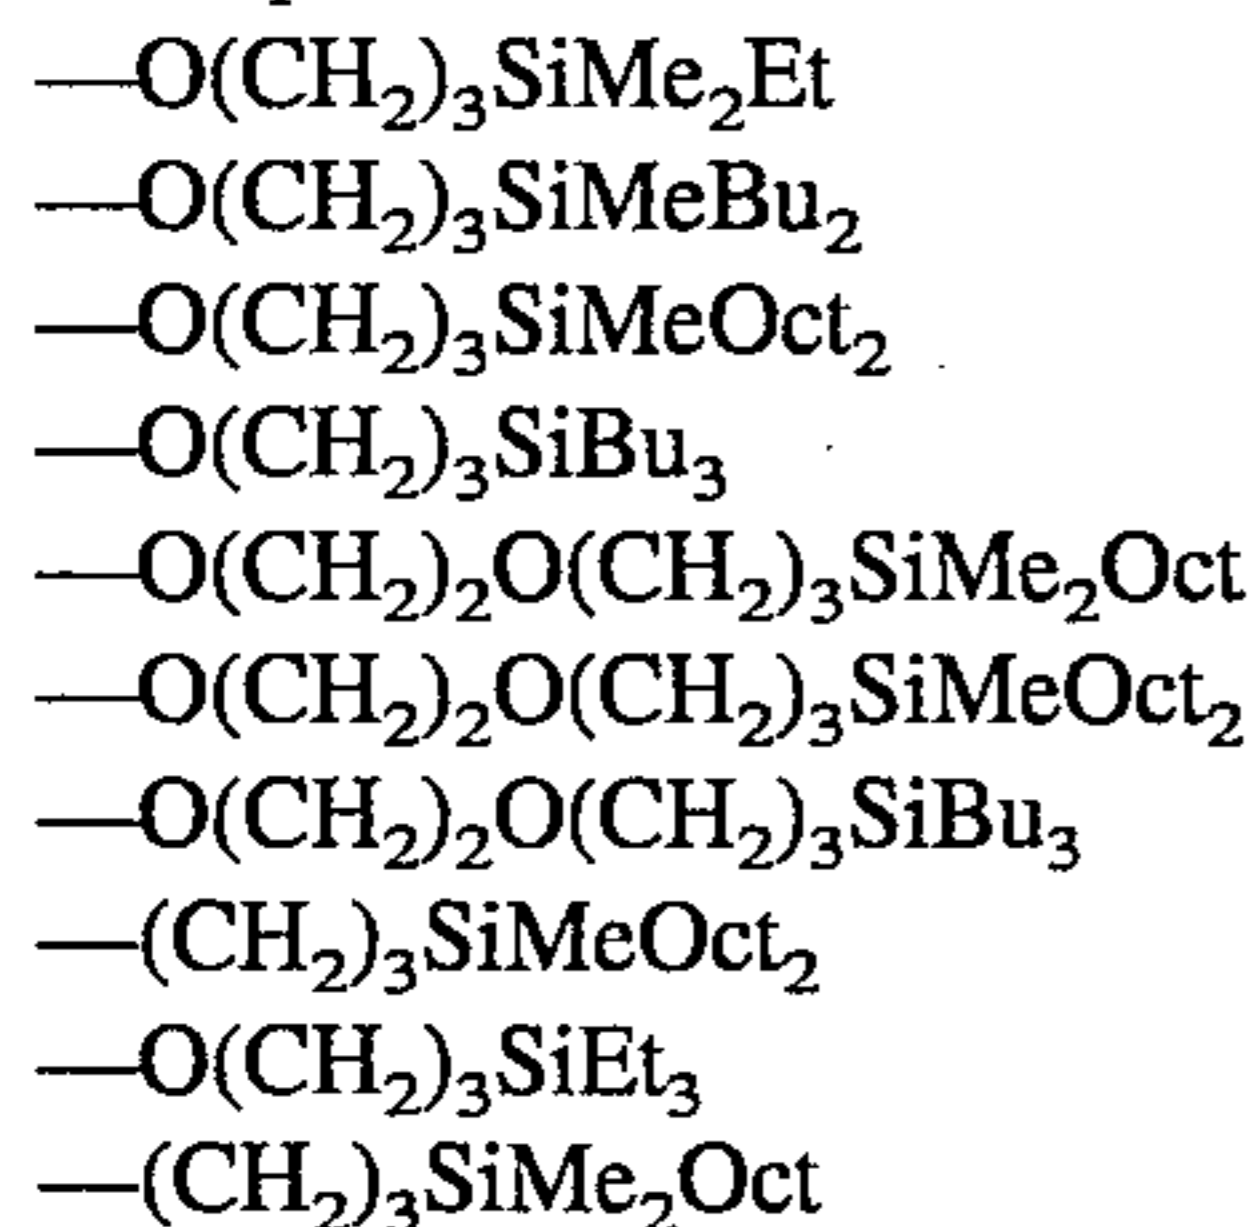 —O(CH₂)₃SiMe₂Et
—O(CH₂)₃SiMeBu₂
—O(CH₂)₃SiMeOct₂
—O(CH₂)₃SiBu₃
—O(CH₂)₂O(CH₂)₃SiMe₂Oct
—O(CH₂)₂O(CH₂)₃SiMeOct₂
—O(CH₂)₂O(CH₂)₃SiBu₃
—(CH₂)₃SiMeOct₂
—O(CH₂)₃SiEt₃
—(CH₂)₃SiMe₂Oct